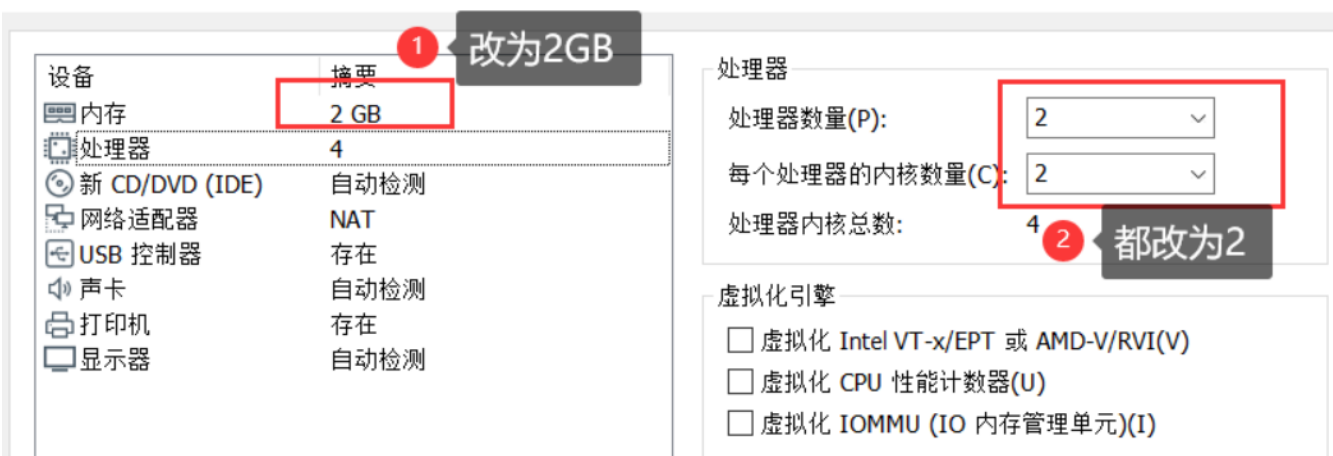 1 改为2GB
设备 摘要
内存 2 GB
处理器 4
新 CD/DVD (IDE) 自动检测
网络适配器 NAT
USB 控制器 存在
声卡 自动检测
打印机 存在
显示器 自动检测
处理器
处理器数量(P): 2
每个处理器的内核数量(C): 2
处理器内核总数: 4
2 都改为2
虚拟化引擎
虚拟化 Intel VT-x/EPT 或 AMD-V/RVI(V)
虚拟化 CPU 性能计数器(U)
虚拟化 IOMMU (IO 内存管理单元)(I)